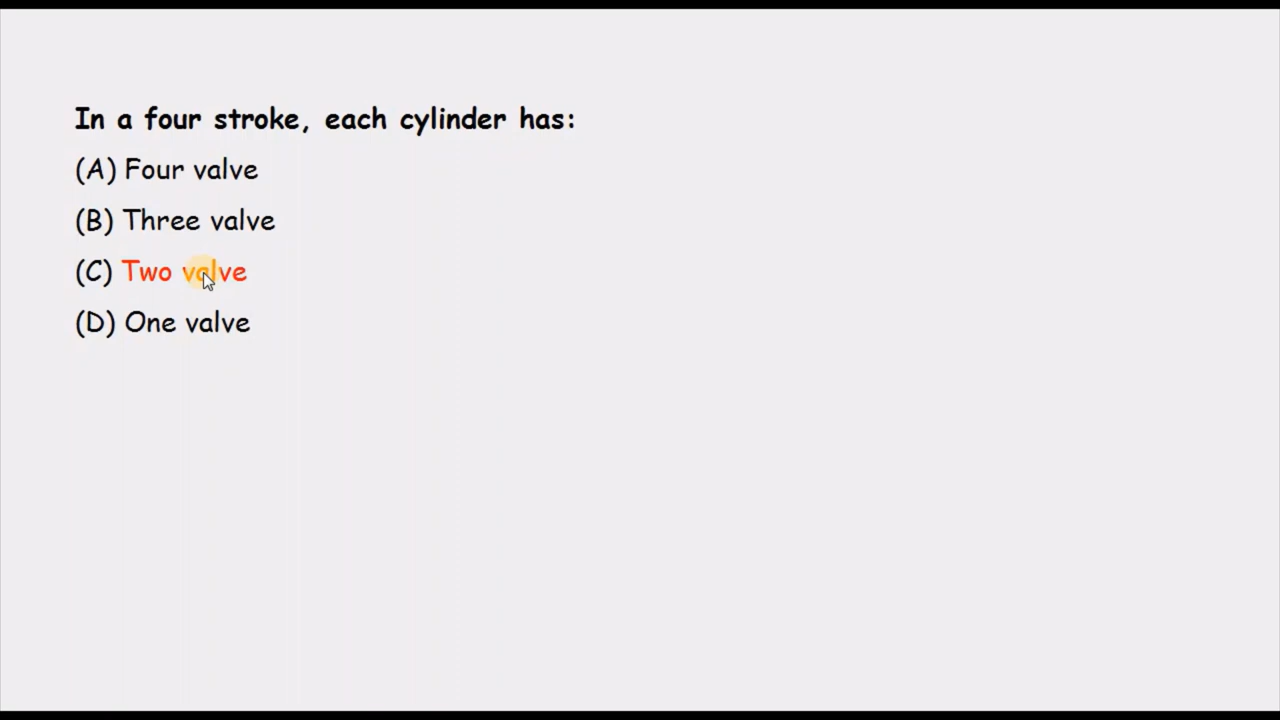 In a four stroke, each cylinder has:
(A) Four valve
(B) Three valve
(C) Two valve
(D) One valve